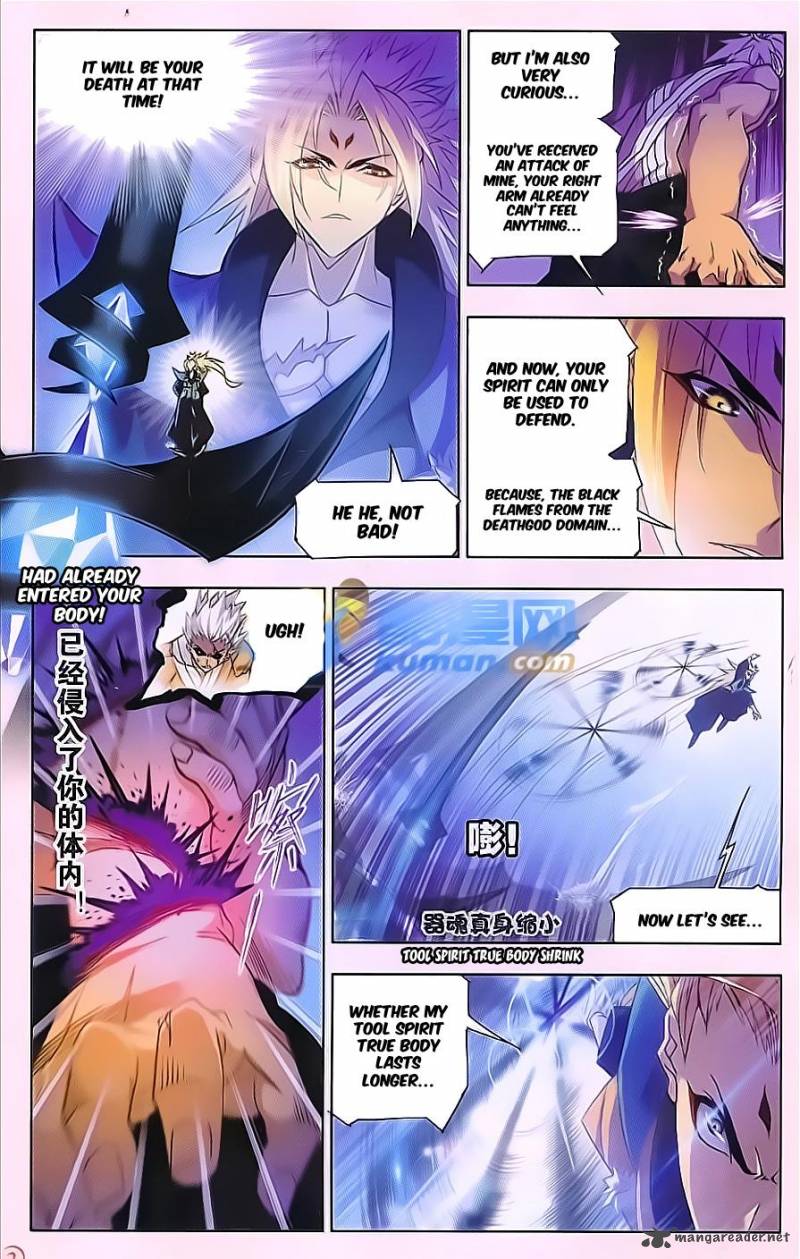 IT WILL BE YOUR
DEATH AT THAT
TIME!
HE HE, NOT
BAD!
BUT I'M ALSO
VERY
CURIOUS...
YOU'VE RECEIVED
AN ATTACK OF
MINE, YOUR RIGHT
ARM ALREADY
CAN'T FEEL
ANYTHING...
AND NOW, YOUR
SPIRIT CAN ONLY
BE USED TO
DEFEND.
BECAUSE, THE BLACK
FLAMES FROM THE
DEATHGOD DOMAIN...
HAD ALREADY
ENTERED YOUR
BODY!
已经侵入了你的体内！
UGH!
嘭！
器魂真身缩小
TOOL SPIRIT TRUE BODY SHRINK
NOW LET'S SEE...
WHETHER MY
TOOL SPIRIT
TRUE BODY
LASTS
LONGER...
mangareader.net